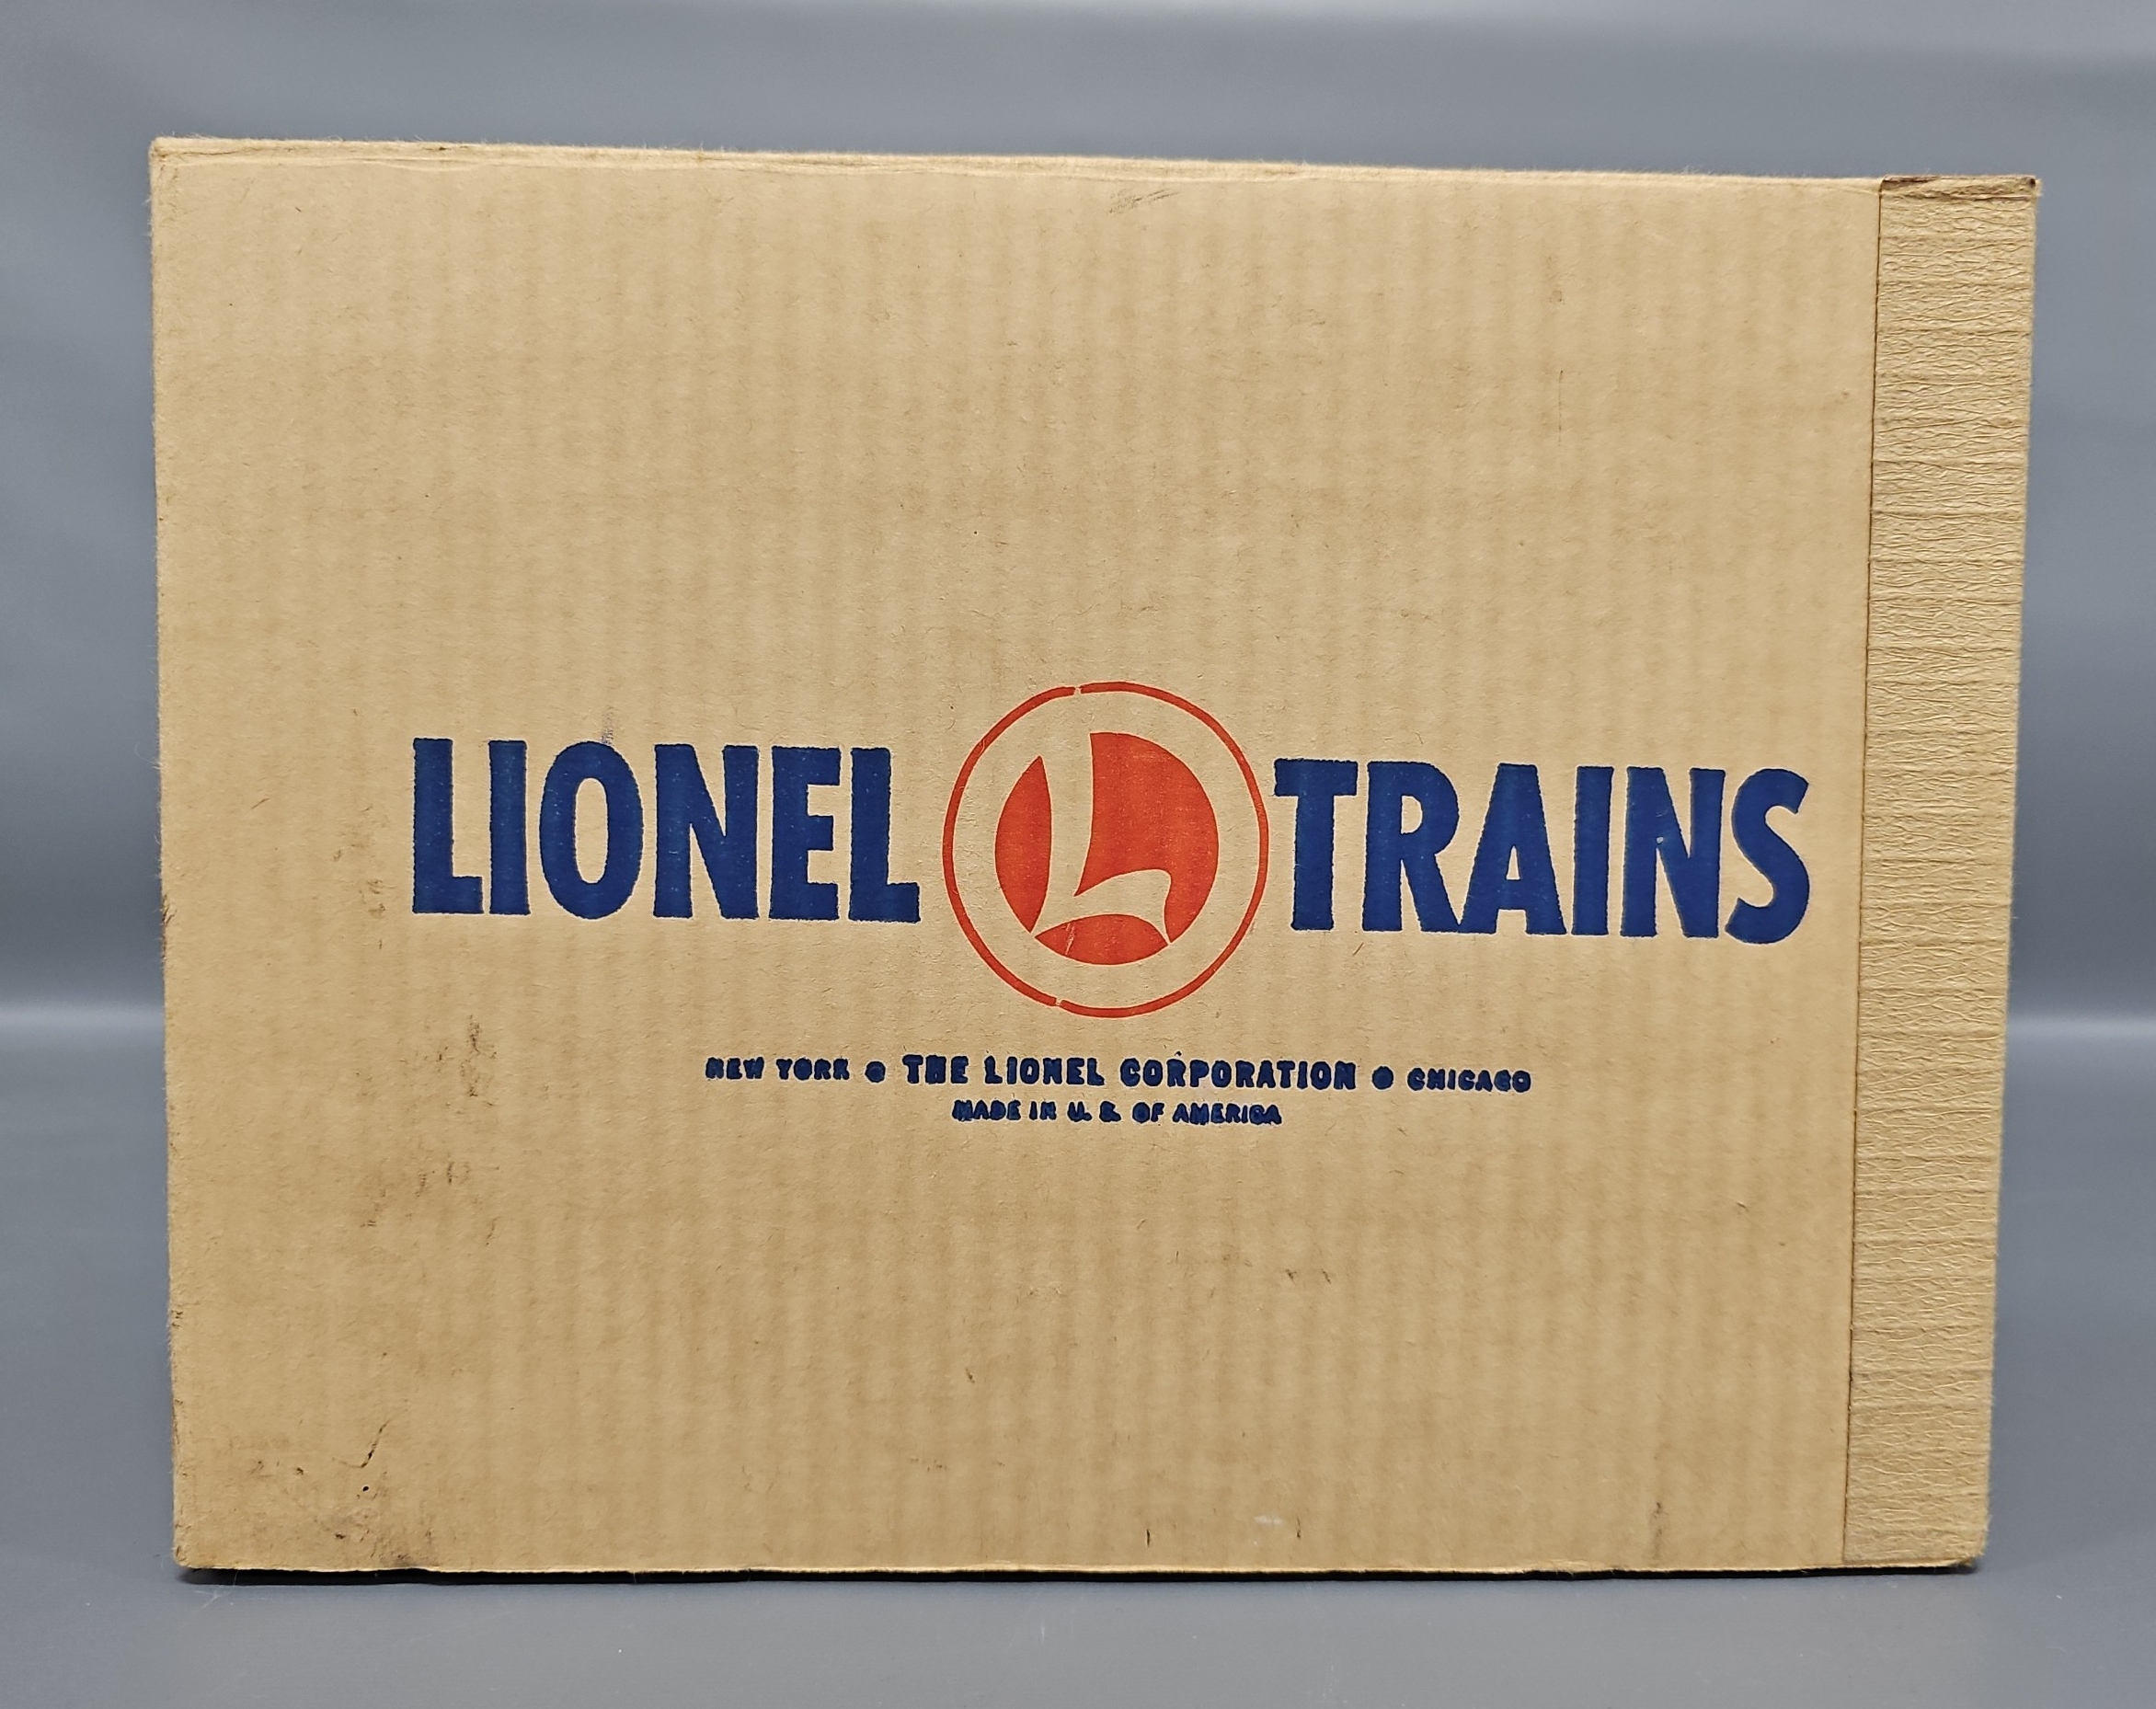 LIONEL L TRAINS
NEW YORK • THE LIONEL CORPORATION • CHICAGO
MADE IN U. S. OF AMERICA